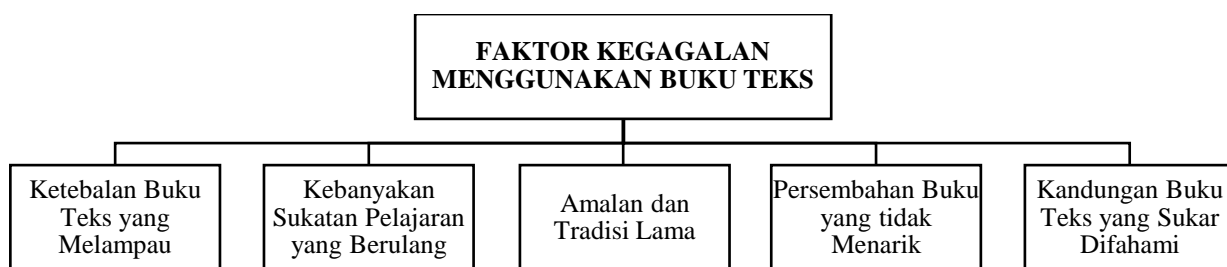 FAKTOR KEGAGALAN
MENGGUNAKAN BUKU TEKS
Ketebalan Buku
Teks yang
Melampau
Kebanyakan
Sukatan Pelajaran
yang Berulang
Amalan dan
Tradisi Lama
Persembahan Buku
yang tidak
Menarik
Kandungan Buku
Teks yang Sukar
Difahami